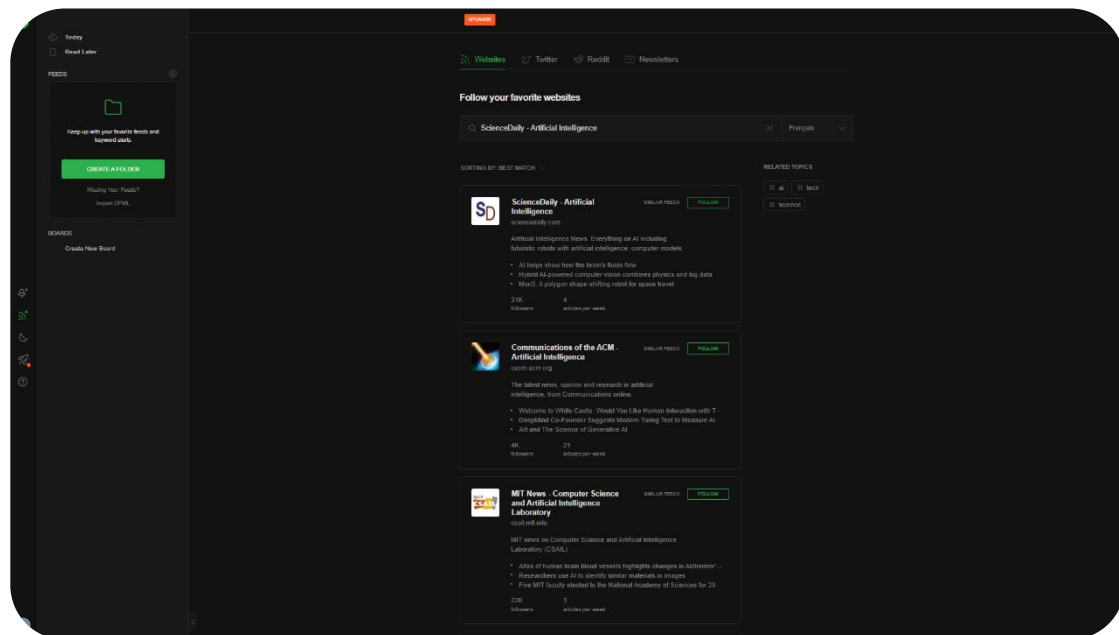 UPGRADE
Today
Read Later
FEEDS
Keep up with your favorite feeds and
keyword alerts
CREATE A FOLDER
Missing Your Feeds?
Import OPML
BOARDS
Create New Board
Websites
Twitter
Reddit
Newsletters
Follow your favorite websites
ScienceDaily - Artificial Intelligence
Français
SORTING BY: BEST MATCH
RELATED TOPICS
# ai
# tech
# science
SD
ScienceDaily - Artificial
Intelligence
SIMILAR FEEDS
FOLLOW
sciencedaily.com
Artificial Intelligence News. Everything on AI including
futuristic robots with artificial intelligence, computer models
• AI helps show how the brain's fluids flow
• Hybrid AI-powered computer vision combines physics and big data
• Mori3: A polygon shape-shifting robot for space travel
31K
followers
4
articles per week
Communications of the ACM -
Artificial Intelligence
SIMILAR FEEDS
FOLLOW
cacm.acm.org
The latest news, opinion and research in artificial
intelligence, from Communications online.
• Welcome to White Castle. Would You Like Human Interaction with T
• DeepMind Co-Founder Suggests Modern Turing Test to Measure AI
• Art and The Science of Generative AI
4K
followers
21
articles per week
MIT
CSAIL
MIT News - Computer Science
and Artificial Intelligence
Laboratory
SIMILAR FEEDS
FOLLOW
csail.mit.edu
MIT news on Computer Science and Artificial Intelligence
Laboratory (CSAIL)
• Atlas of human brain blood vessels highlights changes in Alzheimer'
• Researchers use AI to identify similar materials in images
• Five MIT faculty elected to the National Academy of Sciences for 20
22K
followers
3
articles per week